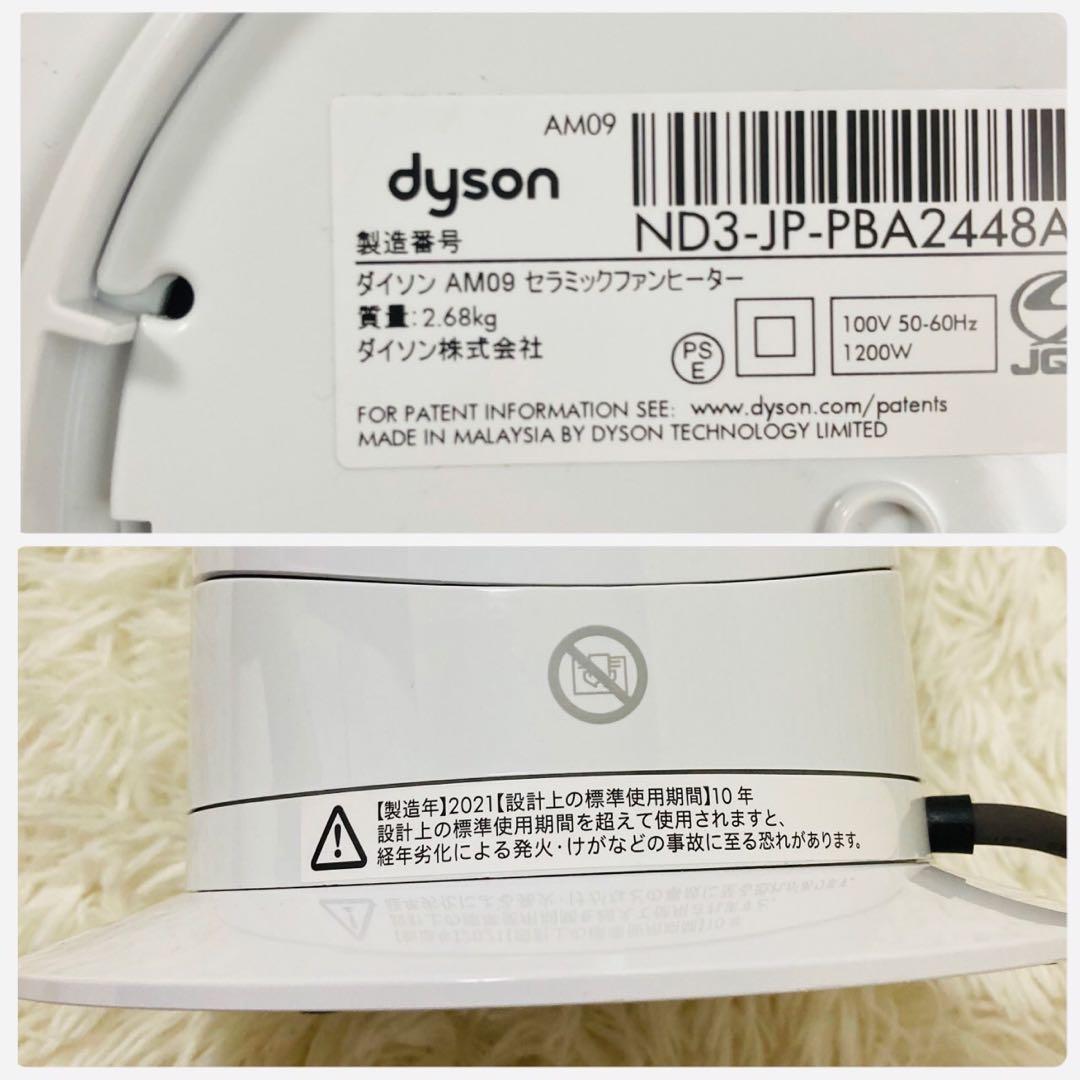 AM09
dyson
製造番号
ND3-JP-PBA2448A
ダイソン AM09 セラミックファンヒーター
質量:2.68kg
ダイソン株式会社
PS
E
100V 50-60Hz
1200W
JQ
FOR PATENT INFORMATION SEE: www.dyson.com/patents
MADE IN MALAYSIA BY DYSON TECHNOLOGY LIMITED
【製造年】2021【設計上の標準使用期間】10年
設計上の標準使用期間を超えて使用されますと、
経年劣化による発火・けがなどの事故に至る恐れがあります。